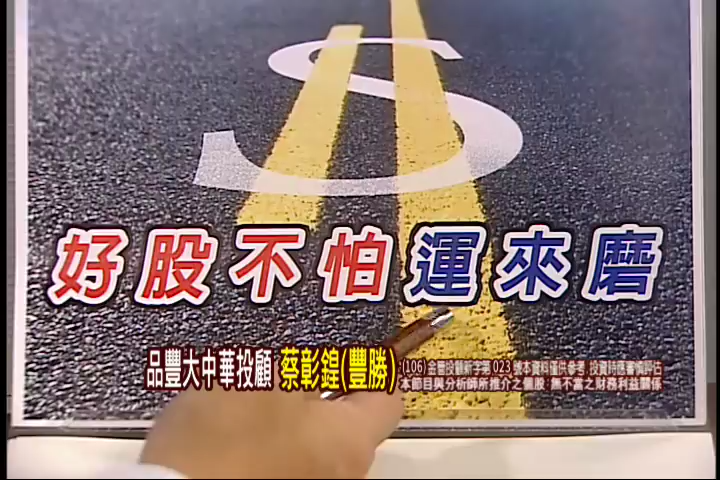 S
好股不怕運來磨
品豐大中華投顧 蔡彰鍠(豐勝)
(106)金管投顧新字第023號本資料僅供參考 投資時應審慎評估
本節目與分析師所推介之個股 無不當之財務利益關係